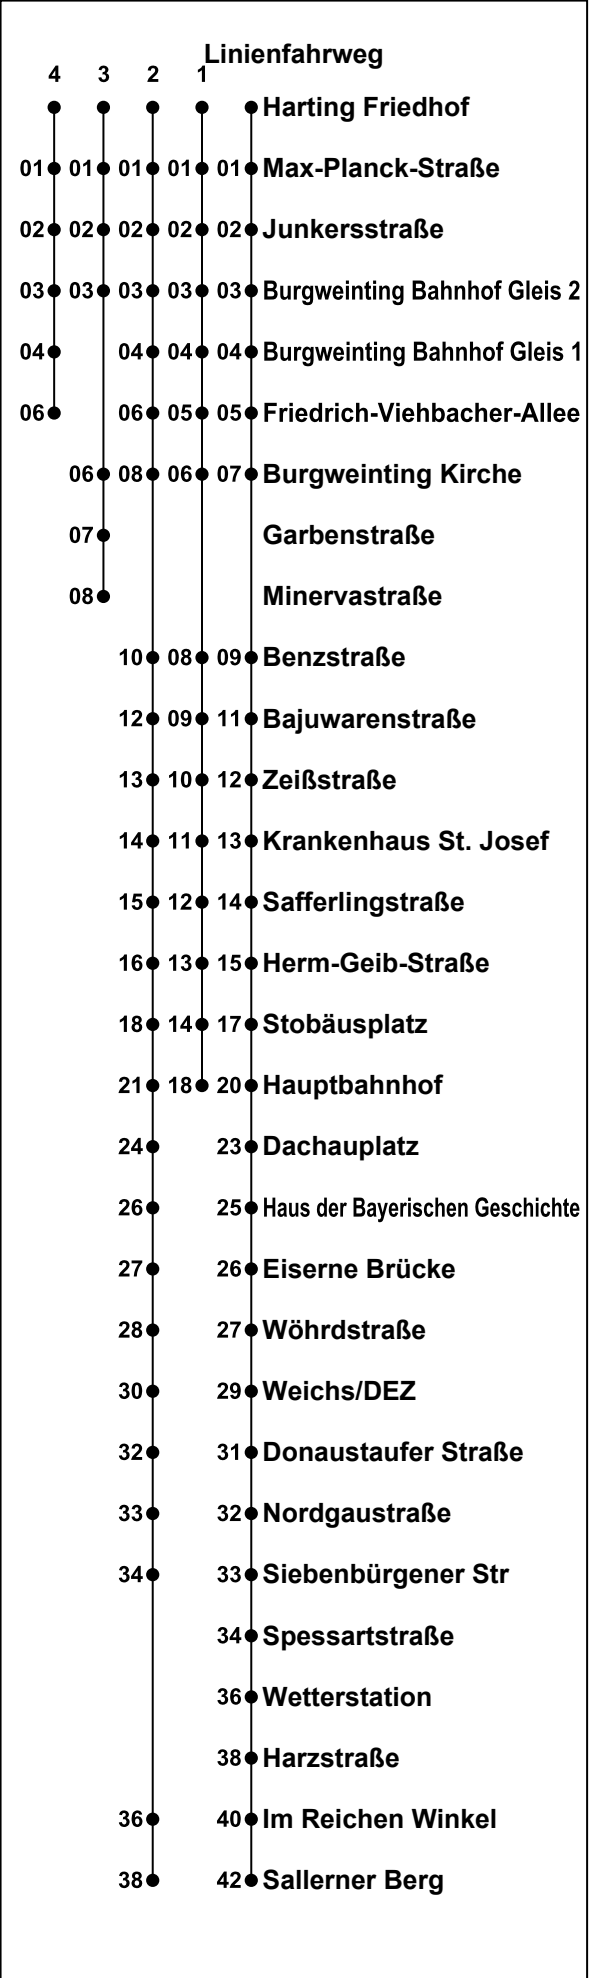 Linienfahrweg
4 3 2 1
Harting Friedhof
01 01 01 01 01 Max-Planck-Straße
02 02 02 02 02 Junkersstraße
03 03 03 03 03 Burgweinting Bahnhof Gleis 2
04 04 04 04 Burgweinting Bahnhof Gleis 1
06 06 05 05 Friedrich-Viehbacher-Allee
06 08 06 07 Burgweinting Kirche
07 Garbenstraße
08 Minervastraße
10 08 09 Benzstraße
12 09 11 Bajuwarenstraße
13 10 12 Zeißstraße
14 11 13 Krankenhaus St. Josef
15 12 14 Safferlingstraße
16 13 15 Herm-Geib-Straße
18 14 17 Stobäusplatz
21 18 20 Hauptbahnhof
24 23 Dachauplatz
26 25 Haus der Bayerischen Geschichte
27 26 Eiserne Brücke
28 27 Wöhrdstraße
30 29 Weichs/DEZ
32 31 Donaustaufer Straße
33 32 Nordgaustraße
34 33 Siebenbürgener Str
34 Spessartstraße
36 Wetterstation
38 Harzstraße
36 40 Im Reichen Winkel
38 42 Sallerner Berg